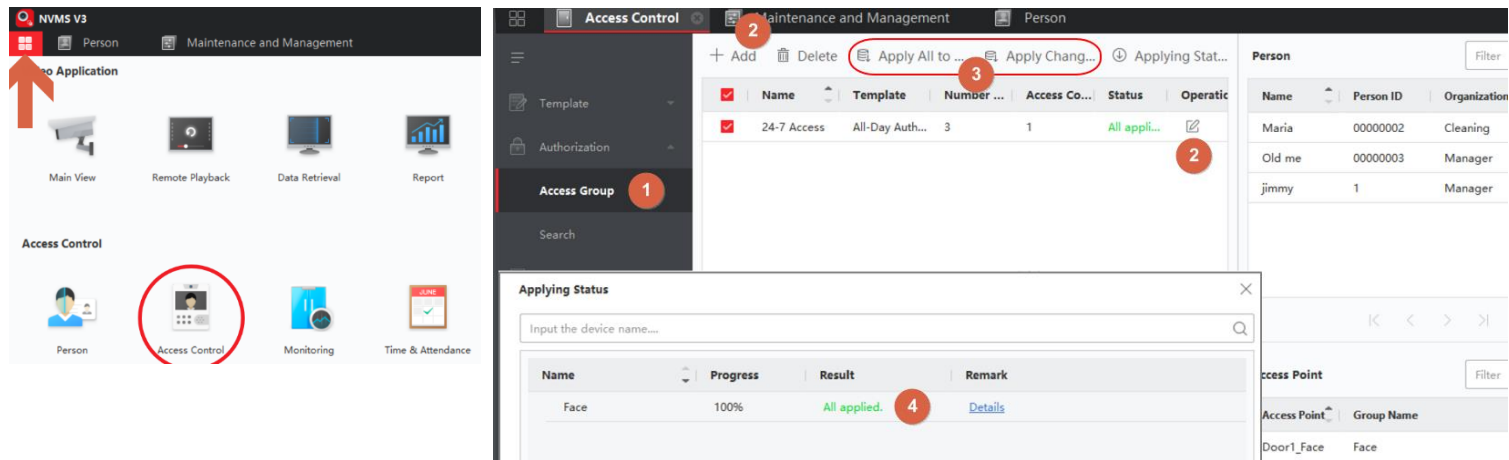 NVMS V3
Person
Maintenance and Management
eo Application
Main View
Remote Playback
Data Retrieval
Report
Access Control
JUNE
Person
Access Control
Monitoring
Time & Attendance
Access Control
Maintenance and Management
Person
2
Add
Delete
Apply All to ...
Apply Chang...
Applying Stat...
3
Template
Authorization
Access Group
1
Search
Name
Template
Number ...
Access Co...
Status
Operatic
24-7 Access
All-Day Auth...
3
1
All appli...
2
Person
Filter
Name
Person ID
Organization
Maria
00000002
Cleaning
Old me
00000003
Manager
jimmy
1
Manager
Applying Status
Input the device name....
Name
Progress
Result
Remark
Face
100%
All applied.
4
Details
ccess Point
Filter
Access Point
Group Name
Door1_Face
Face